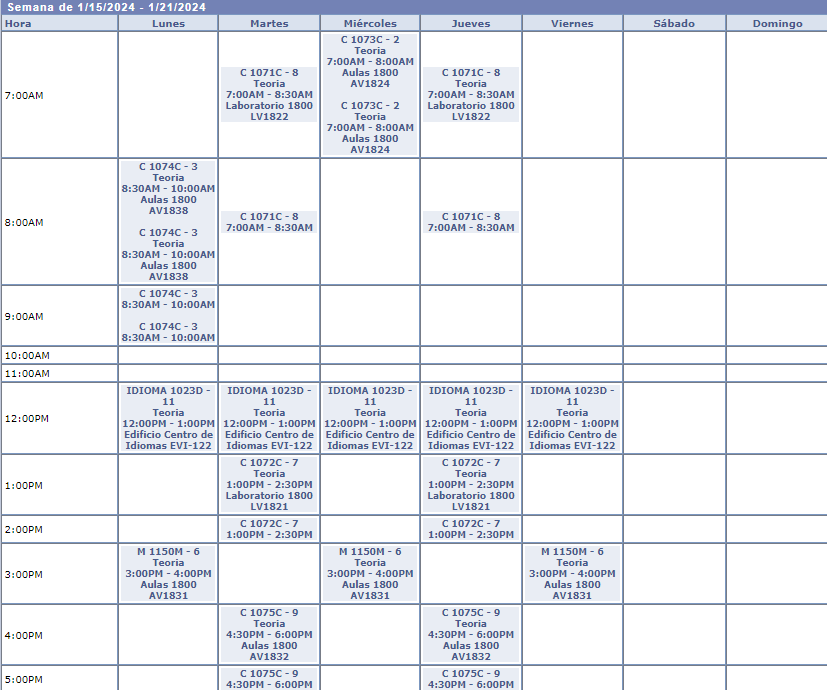 Semana de 1/15/2024 - 1/21/2024
Hora Lunes Martes Miércoles Jueves Viernes Sábado Domingo
7:00AM
C 1071C - 8
Teoria
7:00AM - 8:30AM
Laboratorio 1800
LV1822
C 1073C - 2
Teoria
7:00AM - 8:00AM
Aulas 1800
AV1824
C 1073C - 2
Teoria
7:00AM - 8:00AM
Aulas 1800
AV1824
C 1071C - 8
Teoria
7:00AM - 8:30AM
Laboratorio 1800
LV1822
8:00AM
C 1074C - 3
Teoria
8:30AM - 10:00AM
Aulas 1800
AV1838
C 1074C - 3
Teoria
8:30AM - 10:00AM
Aulas 1800
AV1838
C 1071C - 8
7:00AM - 8:30AM
C 1071C - 8
7:00AM - 8:30AM
9:00AM
C 1074C - 3
8:30AM - 10:00AM
C 1074C - 3
8:30AM - 10:00AM
10:00AM
11:00AM
12:00PM
IDIOMA 1023D -
11
Teoria
12:00PM - 1:00PM
Edificio Centro de
Idiomas EVI-122
IDIOMA 1023D -
11
Teoria
12:00PM - 1:00PM
Edificio Centro de
Idiomas EVI-122
IDIOMA 1023D -
11
Teoria
12:00PM - 1:00PM
Edificio Centro de
Idiomas EVI-122
IDIOMA 1023D -
11
Teoria
12:00PM - 1:00PM
Edificio Centro de
Idiomas EVI-122
IDIOMA 1023D -
11
Teoria
12:00PM - 1:00PM
Edificio Centro de
Idiomas EVI-122
1:00PM
C 1072C - 7
Teoria
1:00PM - 2:30PM
Laboratorio 1800
LV1821
C 1072C - 7
Teoria
1:00PM - 2:30PM
Laboratorio 1800
LV1821
2:00PM
C 1072C - 7
1:00PM - 2:30PM
C 1072C - 7
1:00PM - 2:30PM
3:00PM
M 1150M - 6
Teoria
3:00PM - 4:00PM
Aulas 1800
AV1831
M 1150M - 6
Teoria
3:00PM - 4:00PM
Aulas 1800
AV1831
M 1150M - 6
Teoria
3:00PM - 4:00PM
Aulas 1800
AV1831
4:00PM
C 1075C - 9
Teoria
4:30PM - 6:00PM
Aulas 1800
AV1832
C 1075C - 9
Teoria
4:30PM - 6:00PM
Aulas 1800
AV1832
5:00PM
C 1075C - 9
4:30PM - 6:00PM
C 1075C - 9
4:30PM - 6:00PM